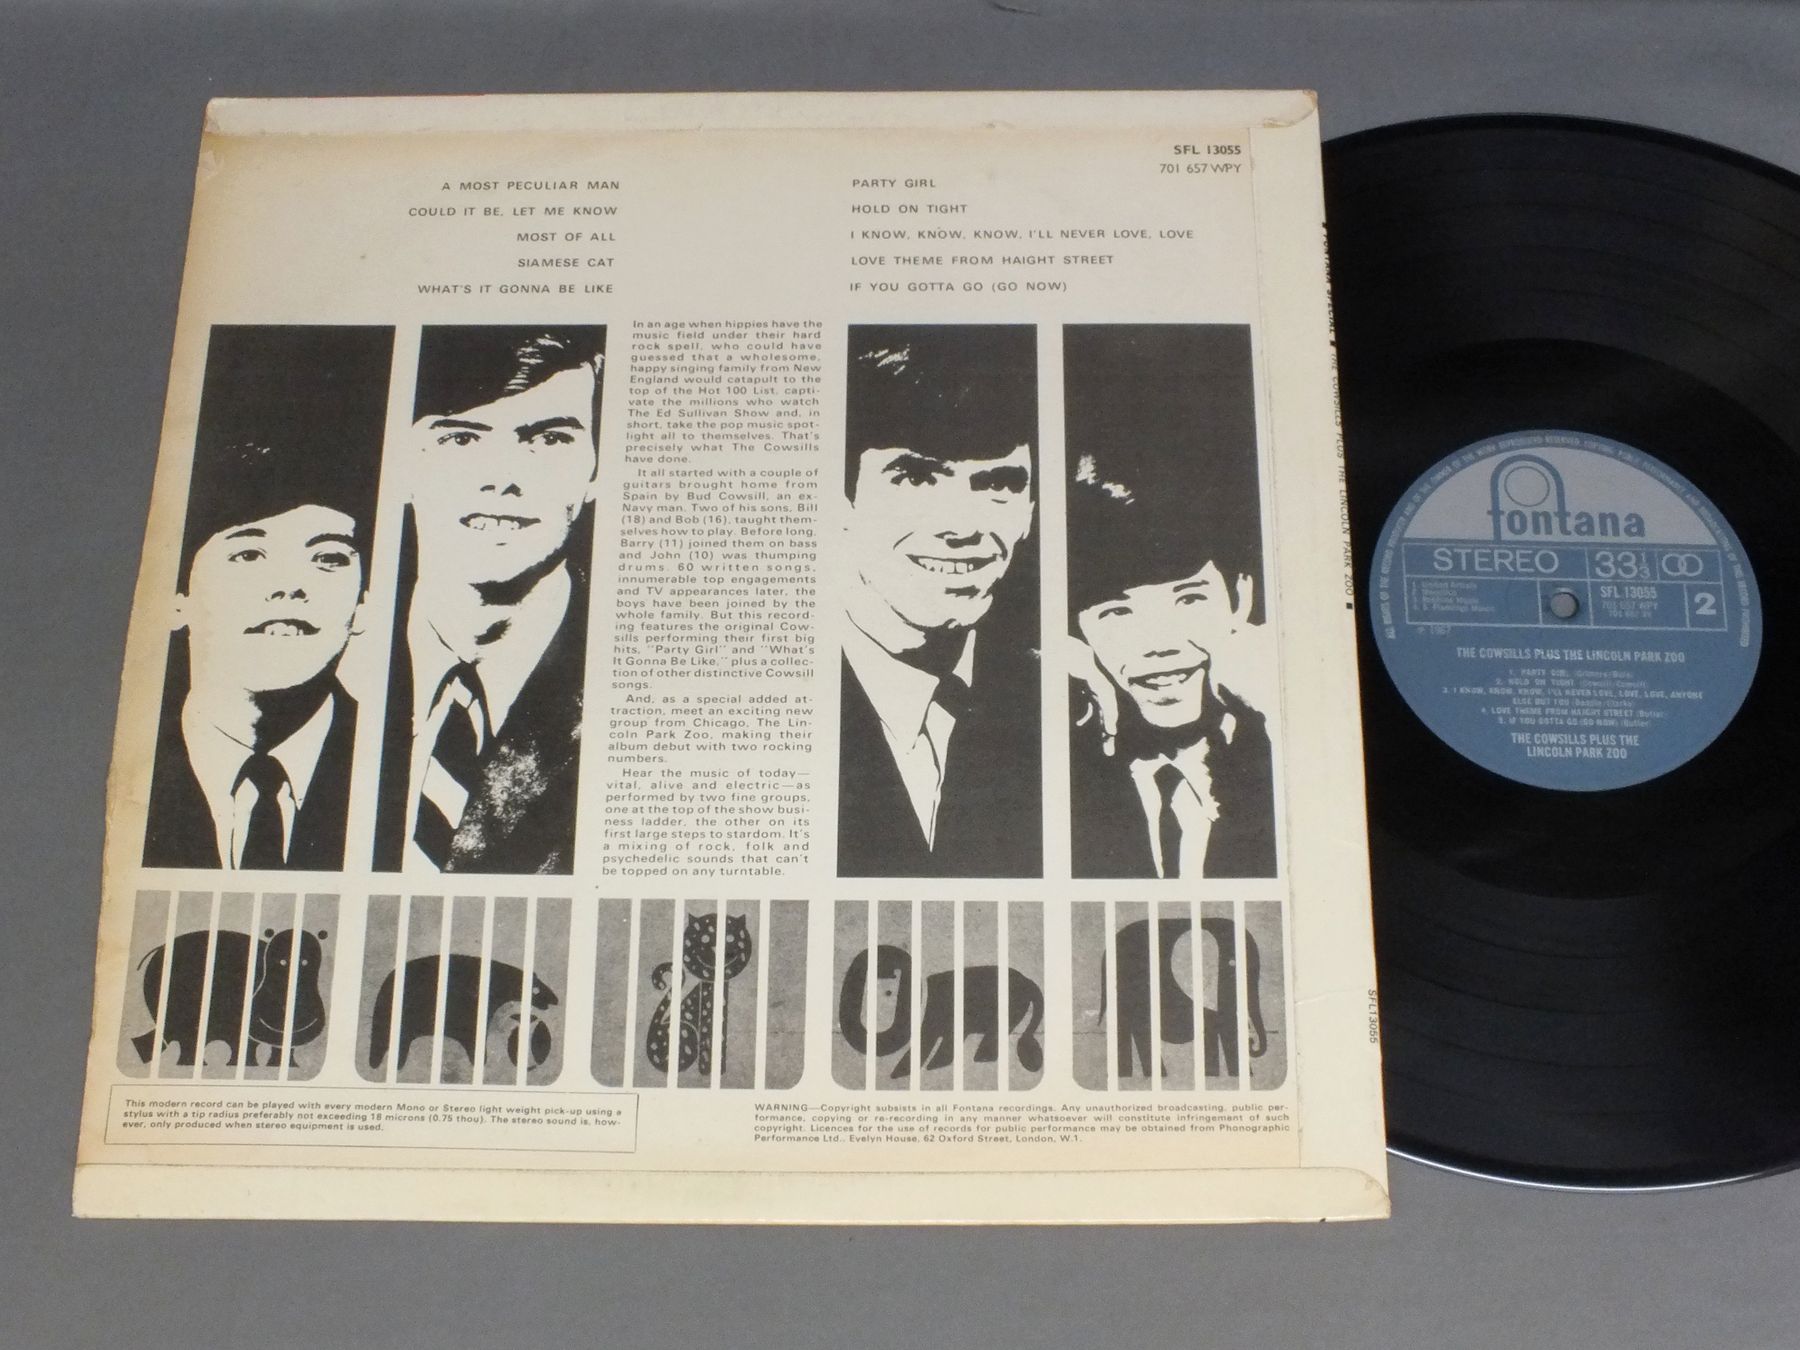 SFL 13055
701 657 WPY
A MOST PECULIAR MAN
COULD IT BE, LET ME KNOW
MOST OF ALL
SIAMESE CAT
WHAT'S IT GONNA BE LIKE
PARTY GIRL
HOLD ON TIGHT
I KNOW, KNOW, KNOW, I'LL NEVER LOVE, LOVE
LOVE THEME FROM HAIGHT STREET
IF YOU GOTTA GO (GO NOW)
In an age when hippies have the
music field under their hard
rock spell, who could have
guessed that a wholesome,
happy singing family from New
England would catapult to the
top of the Hot 100 List, capti-
vate the millions who watch
The Ed Sullivan Show and, in
short, take the pop music spot-
light all to themselves. That's
precisely what The Cowsills
have done.
It all started with a couple of
guitars brought home from
Spain by Bud Cowsill, an ex-
Navy man. Two of his sons, Bill
(18) and Bob (16), taught them-
selves how to play. Before long,
Barry (11) joined them on bass
and John (10) was thumping
drums. 60 written songs,
innumerable top engagements
and TV appearances later, the
boys have been joined by the
whole family. But this record-
ing features the original Cow-
sills performing their first big
hits, "Party Girl" and "What's
It Gonna Be Like," plus a collec-
tion of other distinctive Cowsill
songs.
And, as a special added at-
traction, meet an exciting new
group from Chicago, The Lin-
coln Park Zoo, making their
album debut with two rocking
numbers.
Hear the music of today—
vital, alive and electric—as
performed by two fine groups,
one at the top of the show busi-
ness ladder, the other on its
first large steps to stardom. It's
a mixing of rock, folk and
psychedelic sounds that can't
be topped on any turntable.
This modern record can be played with every modern Mono or Stereo light weight pick-up using a
stylus with a tip radius preferably not exceeding 18 microns (0.75 thou). The stereo sound is, how-
ever, only produced when stereo equipment is used.
WARNING—Copyright subsists in all Fontana recordings. Any unauthorized broadcasting, public per-
formance, copying or re-recording in any manner whatsoever will constitute infringement of such
copyright. Licences for the use of records for public performance may be obtained from Phonographic
Performance Ltd., Evelyn House, 62 Oxford Street, London, W.1.
■ FONTANA SPECIAL ■ THE COWSILLS PLUS THE LINCOLN PARK ZOO ■
SFL13055
fontana
STEREO 33⅓
SFL 13055
701 657 WPY
2
℗ 1967
THE COWSILLS PLUS THE LINCOLN PARK ZOO
1. PARTY GIRL
2. HOLD ON TIGHT (Cowsill/Cowsill)
3. I KNOW, KNOW, KNOW, I'LL NEVER LOVE, LOVE, LOVE, ANYONE
ELSE BUT YOU
4. LOVE THEME FROM HAIGHT STREET (Butler)
5. IF YOU GOTTA GO (GO NOW) (Butler)
THE COWSILLS PLUS THE
LINCOLN PARK ZOO